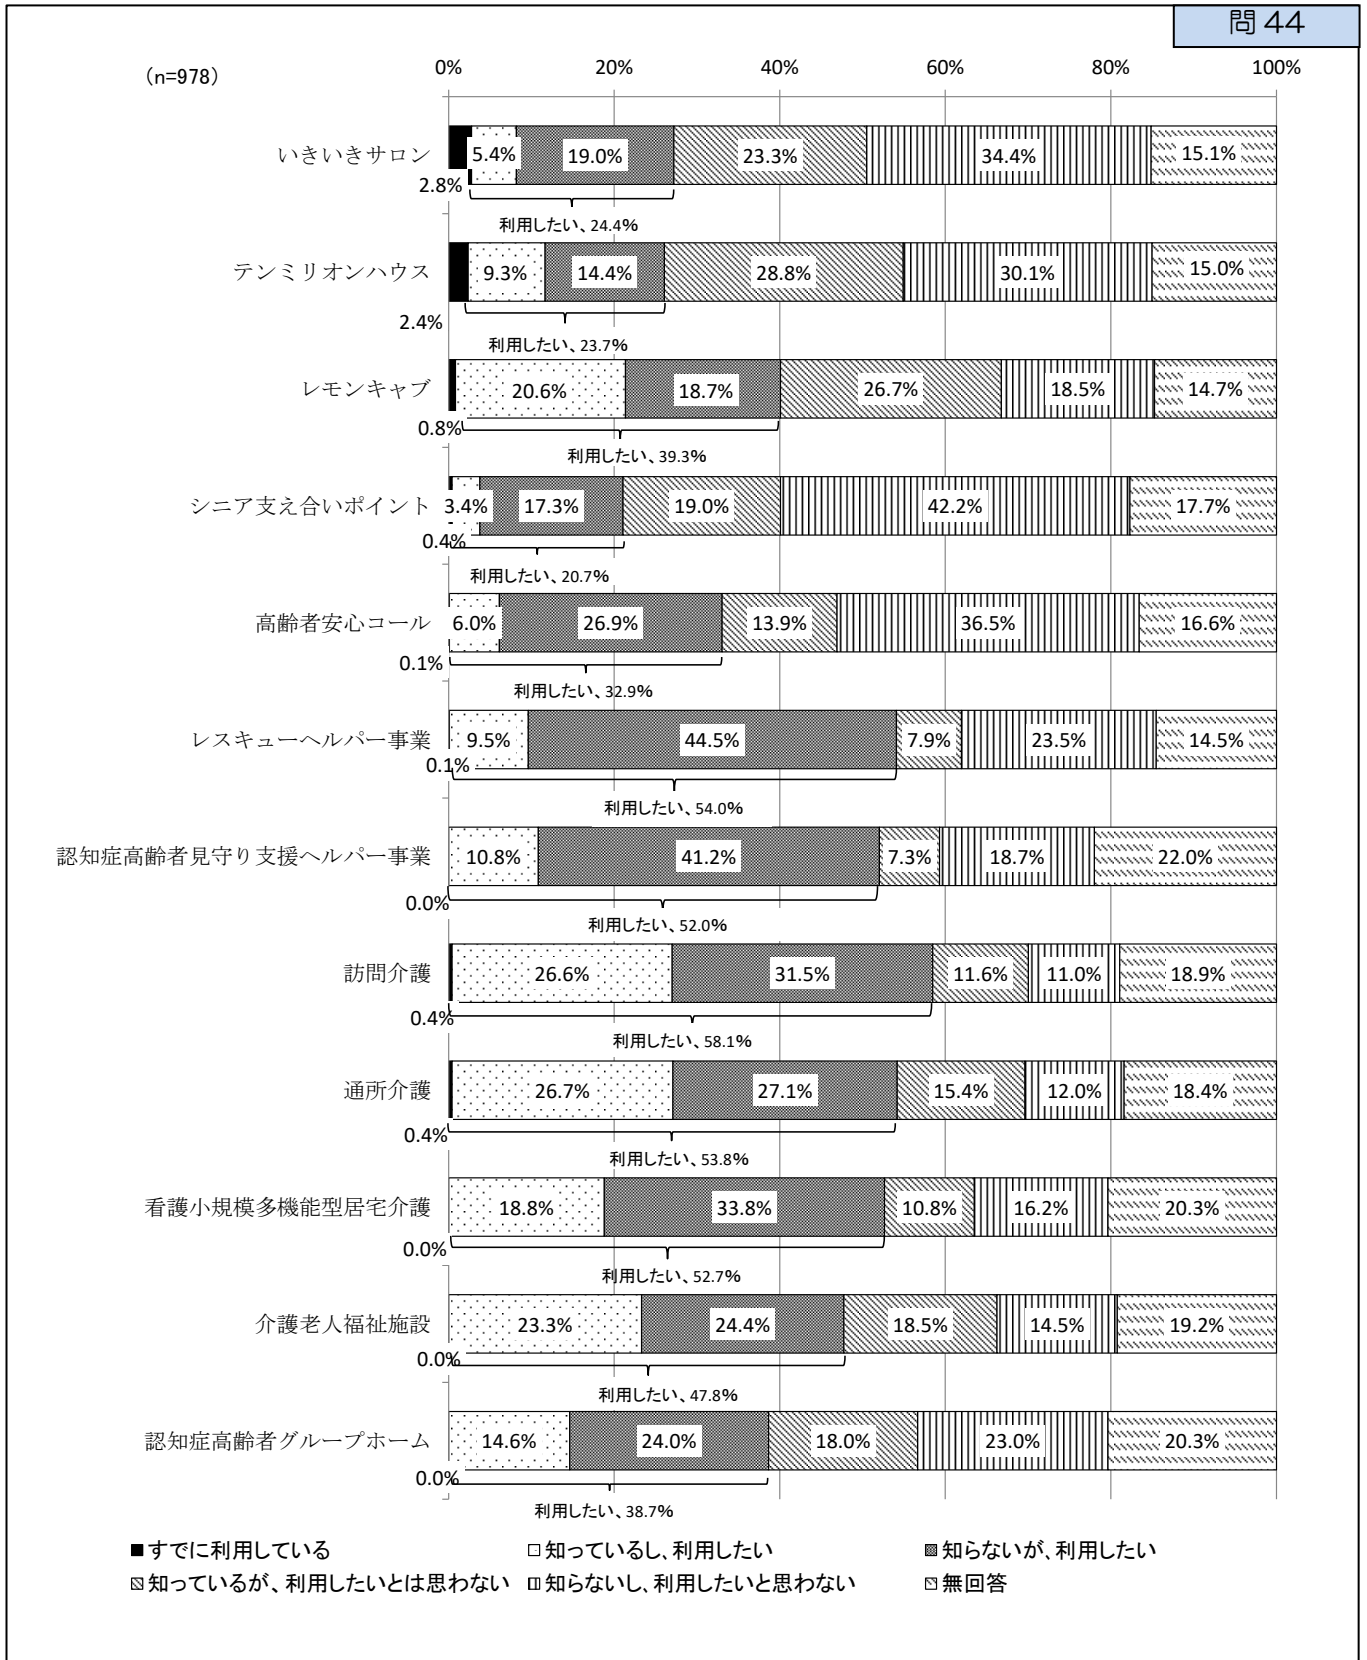 問 44
（n=978）
0% 20% 40% 60% 80% 100%
いきいきサロン 5.4% 19.0% 23.3% 34.4% 15.1%
2.8%
利用したい、24.4%
テンミリオンハウス 9.3% 14.4% 28.8% 30.1% 15.0%
2.4%
利用したい、23.7%
レモンキャブ 20.6% 18.7% 26.7% 18.5% 14.7%
0.8%
利用したい、39.3%
シニア支え合いポイント 3.4% 17.3% 19.0% 42.2% 17.7%
0.4%
利用したい、20.7%
高齢者安心コール 6.0% 26.9% 13.9% 36.5% 16.6%
0.1%
利用したい、32.9%
レスキューヘルパー事業 9.5% 44.5% 7.9% 23.5% 14.5%
0.1%
利用したい、54.0%
認知症高齢者見守り支援ヘルパー事業 10.8% 41.2% 7.3% 18.7% 22.0%
0.0%
利用したい、52.0%
訪問介護 26.6% 31.5% 11.6% 11.0% 18.9%
0.4%
利用したい、58.1%
通所介護 26.7% 27.1% 15.4% 12.0% 18.4%
0.4%
利用したい、53.8%
看護小規模多機能型居宅介護 18.8% 33.8% 10.8% 16.2% 20.3%
0.0%
利用したい、52.7%
介護老人福祉施設 23.3% 24.4% 18.5% 14.5% 19.2%
0.0%
利用したい、47.8%
認知症高齢者グループホーム 14.6% 24.0% 18.0% 23.0% 20.3%
0.0%
利用したい、38.7%
すでに利用している 知っているし、利用したい 知らないが、利用したい
知っているが、利用したいとは思わない 知らないし、利用したいと思わない 無回答